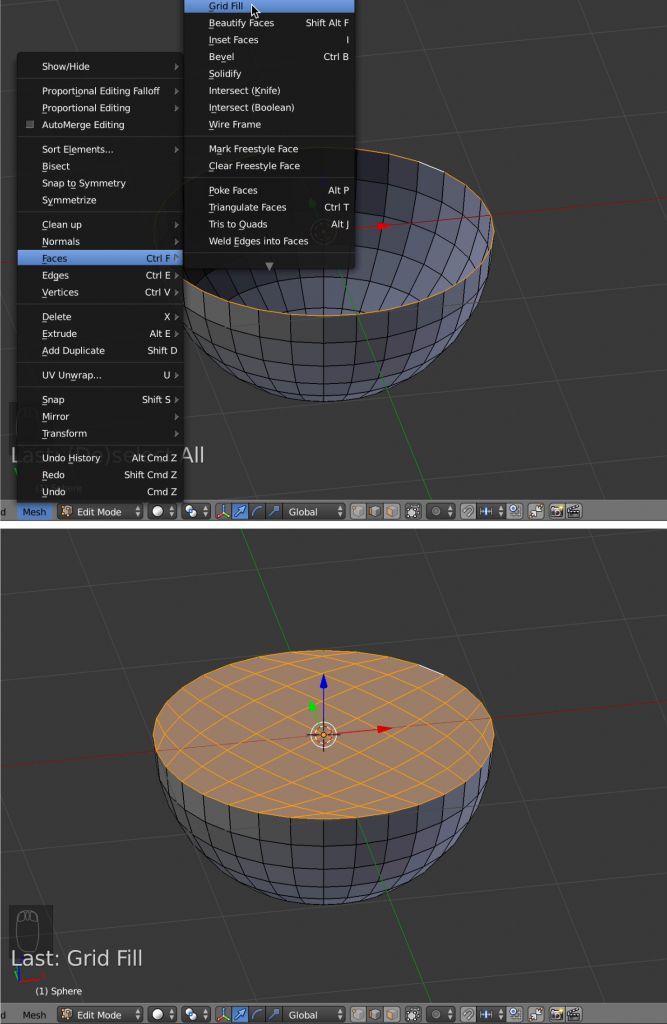 Grid Fill
Beautify Faces Shift Alt F
Inset Faces I
Bevel Ctrl B
Solidify
Intersect (Knife)
Intersect (Boolean)
Wire Frame
Mark Freestyle Face
Clear Freestyle Face
Poke Faces Alt P
Triangulate Faces Ctrl T
Tris to Quads Alt J
Weld Edges into Faces
Show/Hide
Proportional Editing Falloff
Proportional Editing
AutoMerge Editing
Sort Elements...
Bisect
Snap to Symmetry
Symmetrize
Clean up
Normals
Faces Ctrl F
Edges Ctrl E
Vertices Ctrl V
Delete X
Extrude Alt E
Add Duplicate Shift D
UV Unwrap... U
Snap Shift S
Mirror
Transform
Undo History Alt Cmd Z
Redo Shift Cmd Z
Undo Cmd Z
All
d Mesh Edit Mode Global
Last: Grid Fill
(1) Sphere
d Mesh Edit Mode Global